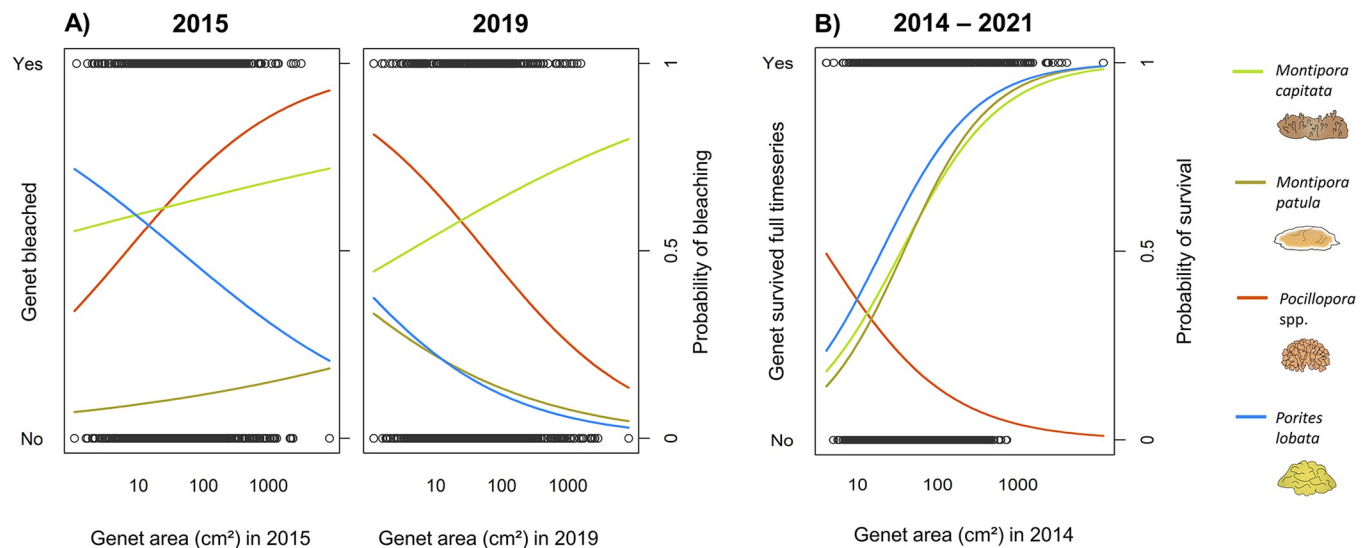 A) 2015 2019
Yes
No
Genet bleached
10 100 1000
Genet area (cm²) in 2015
10 100 1000
Genet area (cm²) in 2019
1
0.5
0
Probability of bleaching
B) 2014 – 2021
Yes
No
Genet survived full timeseries
10 100 1000
Genet area (cm²) in 2014
1
0.5
0
Probability of survival
Montipora
capitata
Montipora
patula
Pocillopora
spp.
Porites
lobata